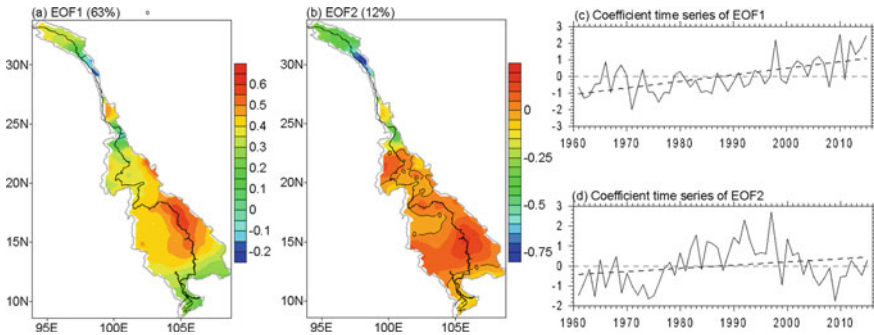 (a) EOF1 (63%)
30N
25N
20N
15N
10N
95E 100E 105E
0.6
0.5
0.4
0.3
0.2
0.1
0
-0.1
-0.2
(b) EOF2 (12%)
30N
25N
20N
15N
10N
95E 100E 105E
0
-0.25
-0.5
-0.75
(c) Coefficient time series of EOF1
3
2
1
0
-1
-2
-3
1960 1970 1980 1990 2000 2010
(d) Coefficient time series of EOF2
3
2
1
0
-1
-2
-3
1960 1970 1980 1990 2000 2010